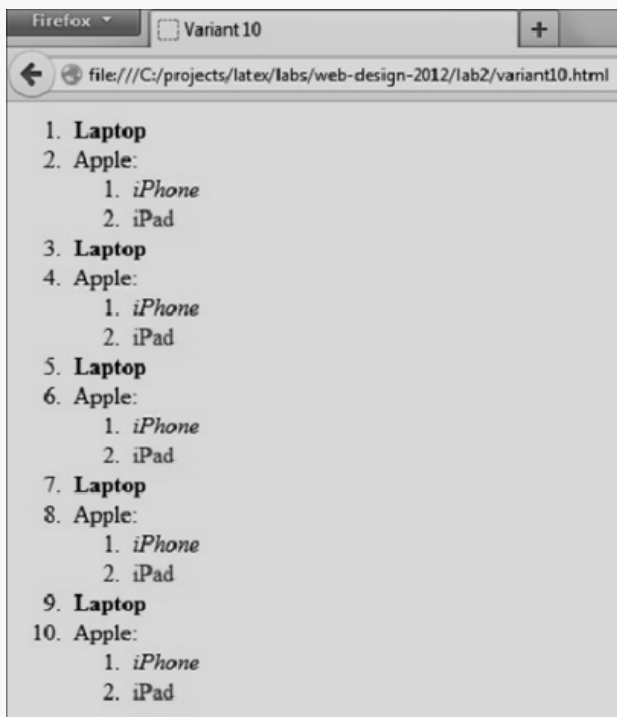 Firefox
Variant 10
file:///C:/projects/latex/labs/web-design-2012/lab2/variant10.html
1. Laptop
2. Apple:
1. iPhone
2. iPad
3. Laptop
4. Apple:
1. iPhone
2. iPad
5. Laptop
6. Apple:
1. iPhone
2. iPad
7. Laptop
8. Apple:
1. iPhone
2. iPad
9. Laptop
10. Apple:
1. iPhone
2. iPad